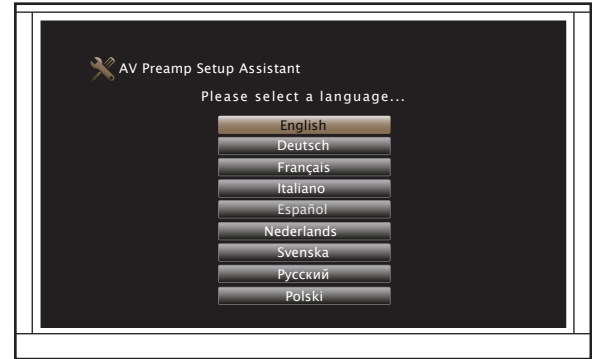 AV Preamp Setup Assistant
Please select a language...
English
Deutsch
Français
Italiano
Español
Nederlands
Svenska
Русский
Polski